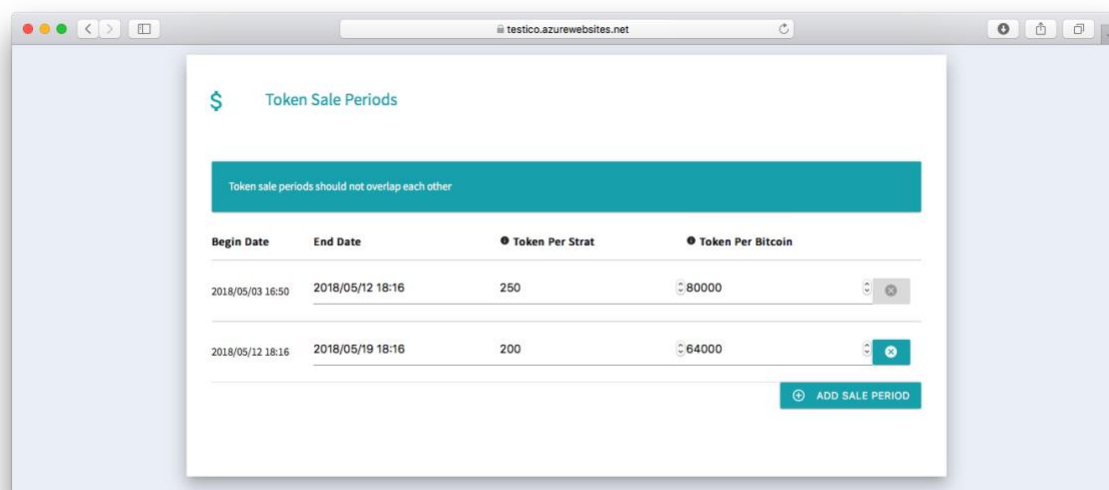 testico.azurewebsites.net
$ Token Sale Periods
Token sale periods should not overlap each other
Begin Date End Date Token Per Strat Token Per Bitcoin
2018/05/03 16:50 2018/05/12 18:16 250 80000
2018/05/12 18:16 2018/05/19 18:16 200 64000
ADD SALE PERIOD